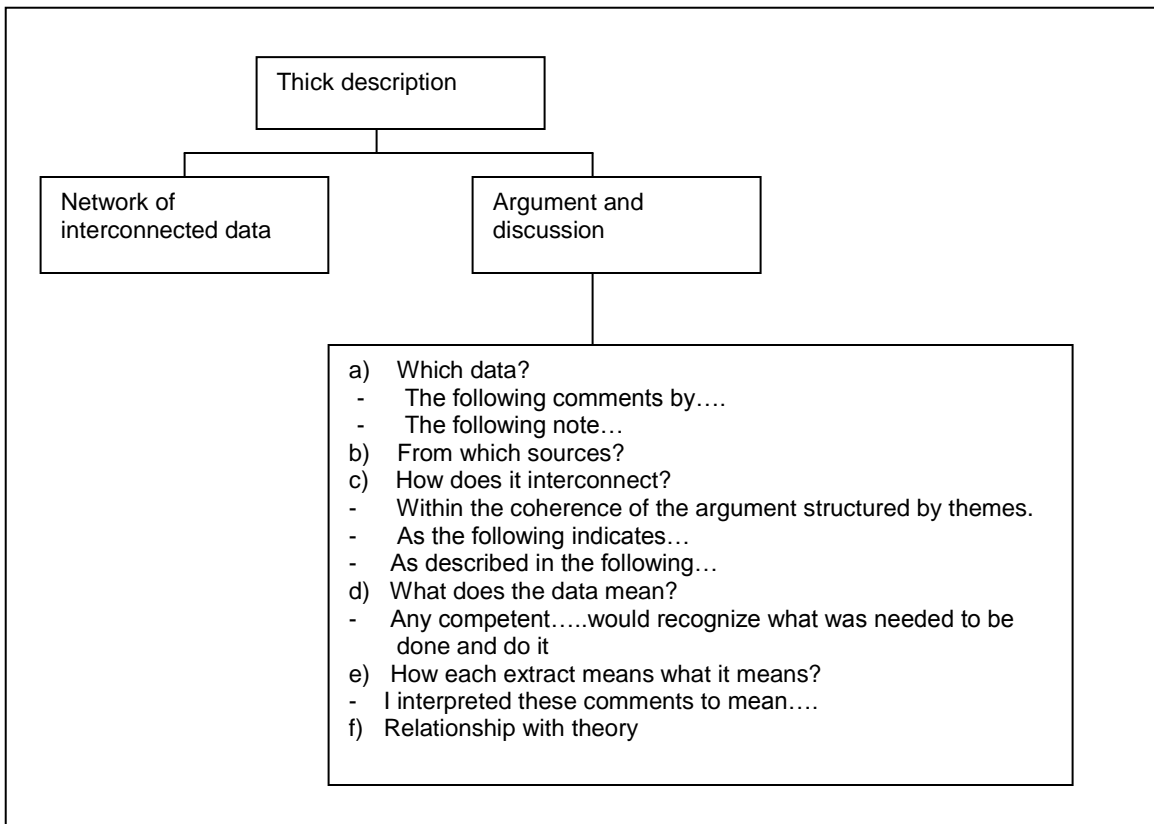 Thick description
Network of
interconnected data
Argument and
discussion
a) Which data?
- The following comments by….
- The following note…
b) From which sources?
c) How does it interconnect?
- Within the coherence of the argument structured by themes.
- As the following indicates…
- As described in the following…
d) What does the data mean?
- Any competent…..would recognize what was needed to be
done and do it
e) How each extract means what it means?
- I interpreted these comments to mean….
f) Relationship with theory